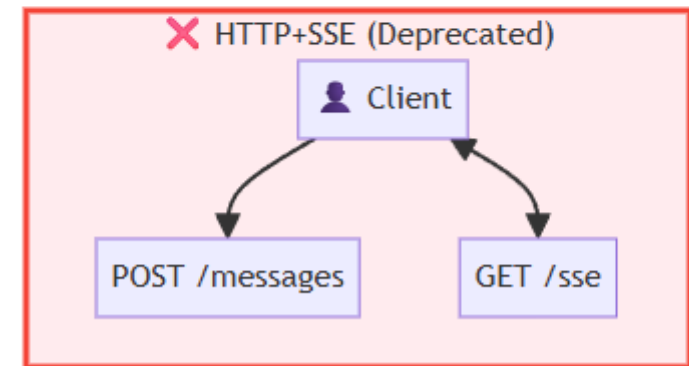 ❌ HTTP+SSE (Deprecated)
👤 Client
POST /messages
GET /sse